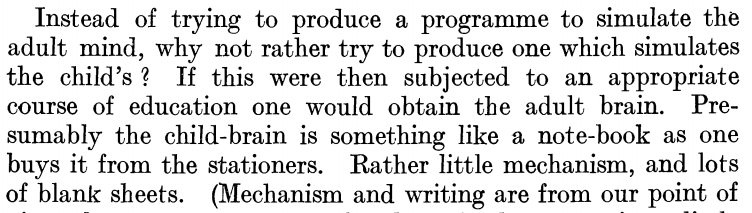 Instead of trying to produce a programme to simulate the
adult mind, why not rather try to produce one which simulates
the child's ? If this were then subjected to an appropriate
course of education one would obtain the adult brain. Pre-
sumably the child-brain is something like a note-book as one
buys it from the stationers. Rather little mechanism, and lots
of blank sheets. (Mechanism and writing are from our point of